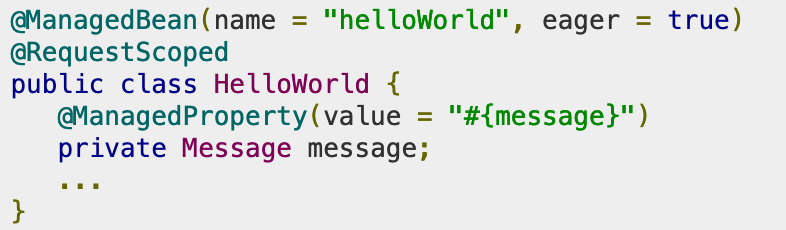 @ManagedBean(name = "helloWorld", eager = true)
@RequestScoped
public class HelloWorld {
   @ManagedProperty(value = "#{message}")
   private Message message;
   ...
}